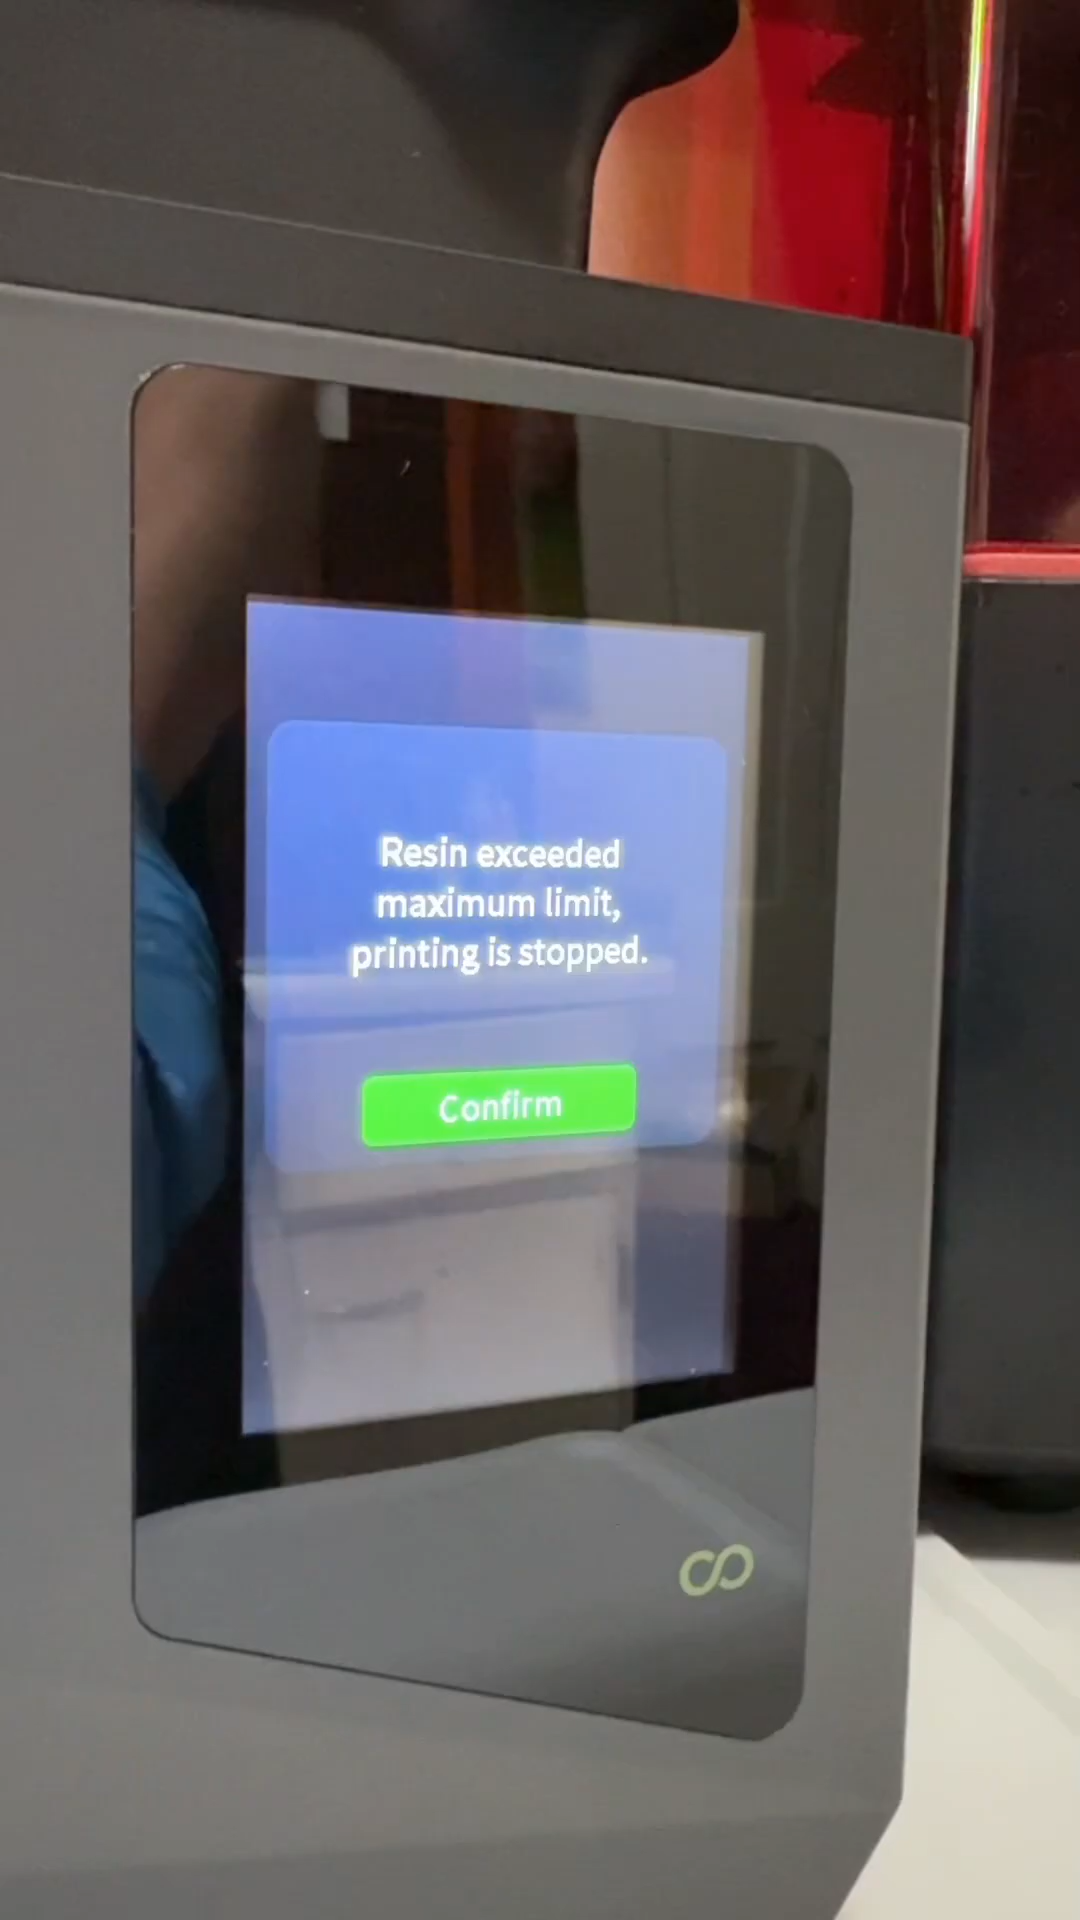 Resin exceeded
maximum limit,
printing is stopped.
Confirm